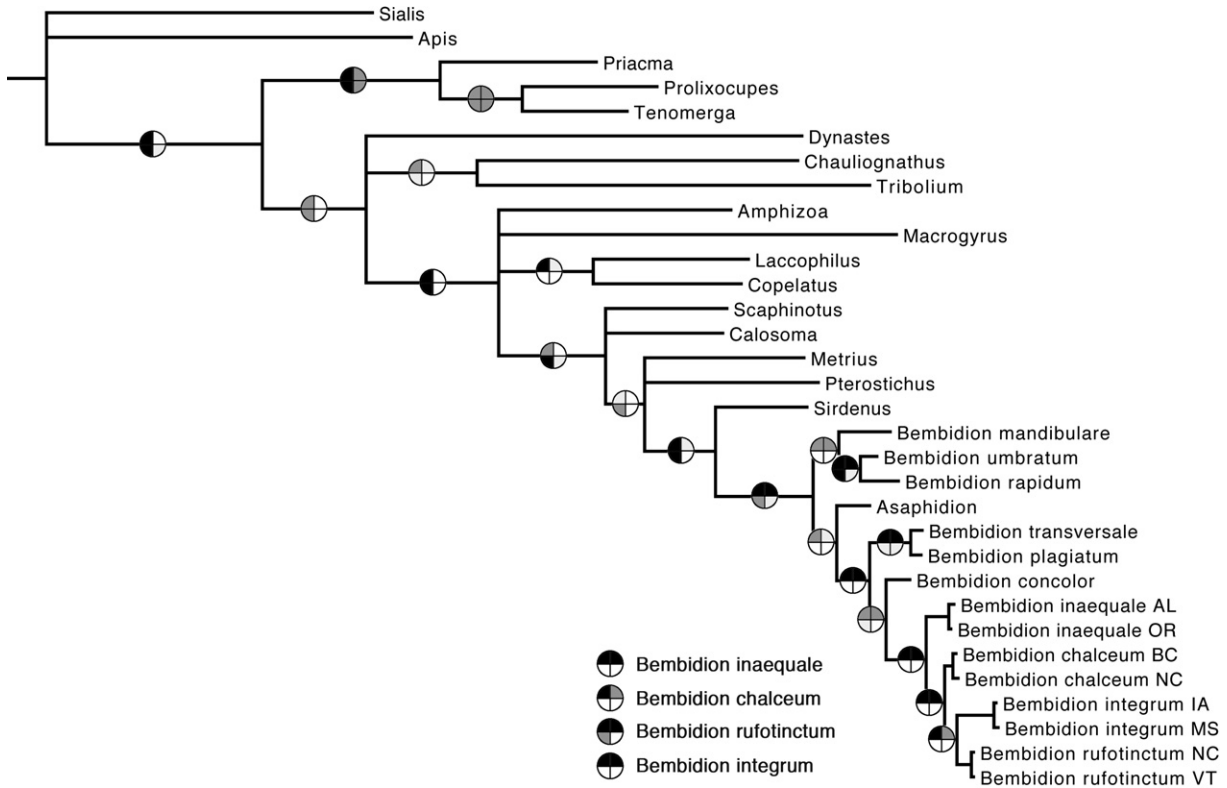 Sialis
Apis
Priacma
Prolixocupes
Tenomerga
Dynastes
Chauliognathus
Tribolium
Amphizoa
Macrogyrus
Laccophilus
Copelatus
Scaphinotus
Calosoma
Metrius
Pterostichus
Sirdenus
Bembidion mandibulare
Bembidion umbratum
Bembidion rapidum
Asaphidion
Bembidion transversale
Bembidion plagiatum
Bembidion concolor
Bembidion inaequale AL
Bembidion inaequale OR
Bembidion chalceum BC
Bembidion chalceum NC
Bembidion integrum IA
Bembidion integrum MS
Bembidion rufotinctum NC
Bembidion rufotinctum VT
Bembidion inaequale
Bembidion chalceum
Bembidion rufotinctum
Bembidion integrum